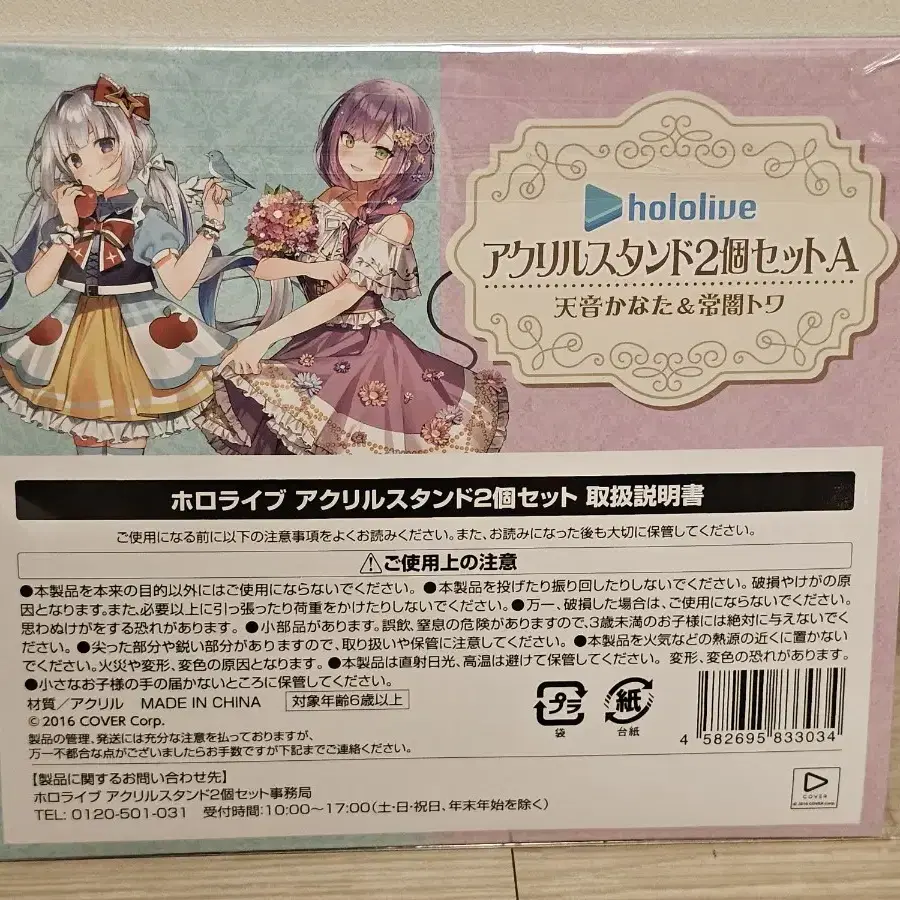 hololive
アクリルスタンド2個セットA
天音かなた&常闇トワ
ホロライブ アクリルスタンド2個セット 取扱説明書
ご使用になる前に以下の注意事項をよくお読みください。また、お読みになった後も大切に保管してください。
⚠ご使用上の注意
●本製品を本来の目的以外にはご使用にならないでください。 ●本製品を投げたり振り回したりしないでください。破損やけがの原
因となります。また、必要以上に引っ張ったり荷重をかけたりしないでください。●万一、破損した場合は、ご使用にならないでください。
思わぬけがをする恐れがあります。 ●小部品があります。誤飲、窒息の危険がありますので、3歳未満のお子様には絶対に与えないでく
ださい。 ●尖った部分や鋭い部分がありますので、取り扱いや保管に注意してください。 ●本製品を火気などの熱源の近くに置かない
でください。火災や変形、変色の原因となります。 ●本製品は直射日光、高温は避けて保管してください。 変形、変色の恐れがあります。
●小さなお子様の手の届かないところに保管してください。
材質/アクリル MADE IN CHINA 対象年齢6歳以上
© 2016 COVER Corp.
製品の管理、発送には充分な注意を払っておりますが、
万一不都合な点がございましたらお手数ですが下記までご連絡ください。
プラ
袋
紙
台紙
4 582695 833034
【製品に関するお問い合わせ先】
ホロライブ アクリルスタンド2個セット事務局
TEL: 0120-501-031 受付時間:10:00～17:00(土・日・祝日、年末年始を除く)
COVER
© 2016 COVER Corp.